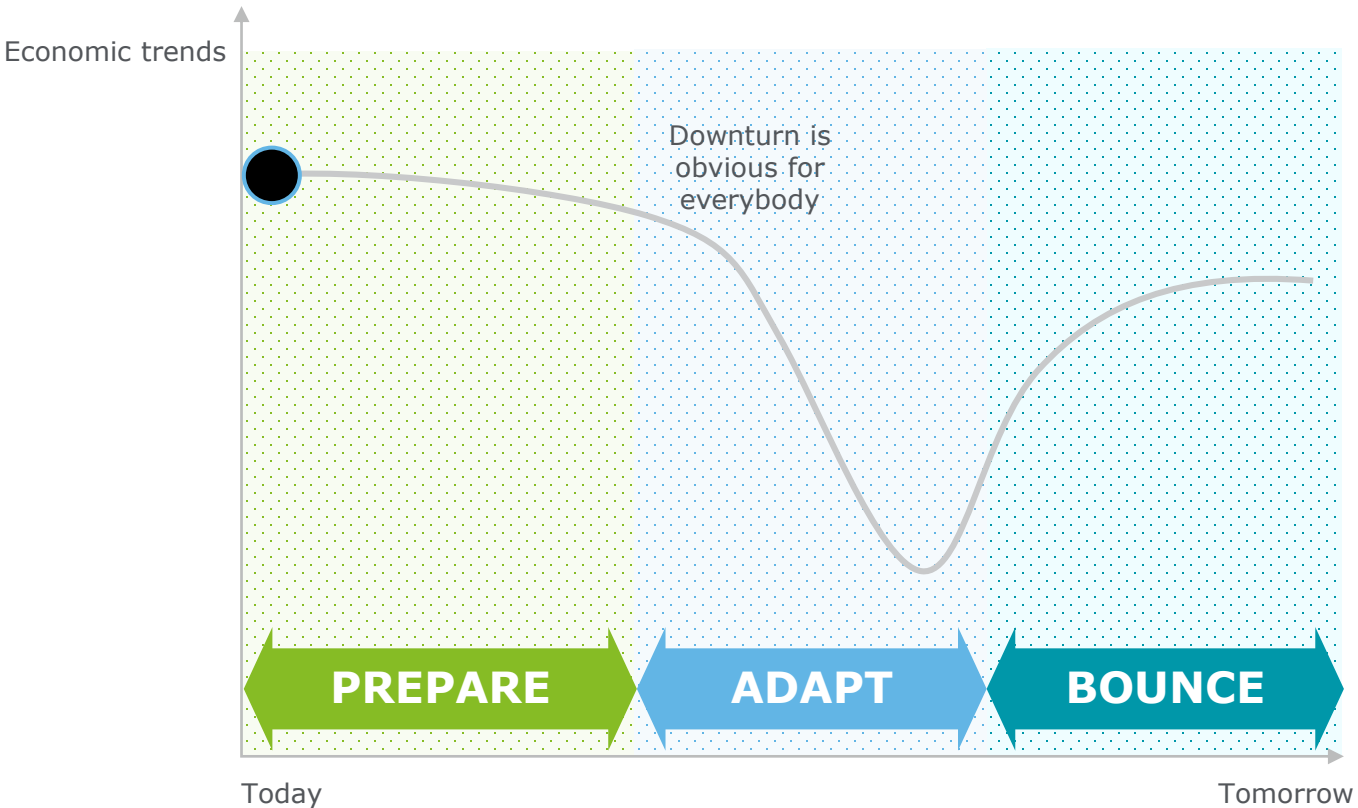 Economic trends
Downturn is
obvious for
everybody
PREPARE
ADAPT
BOUNCE
Today
Tomorrow